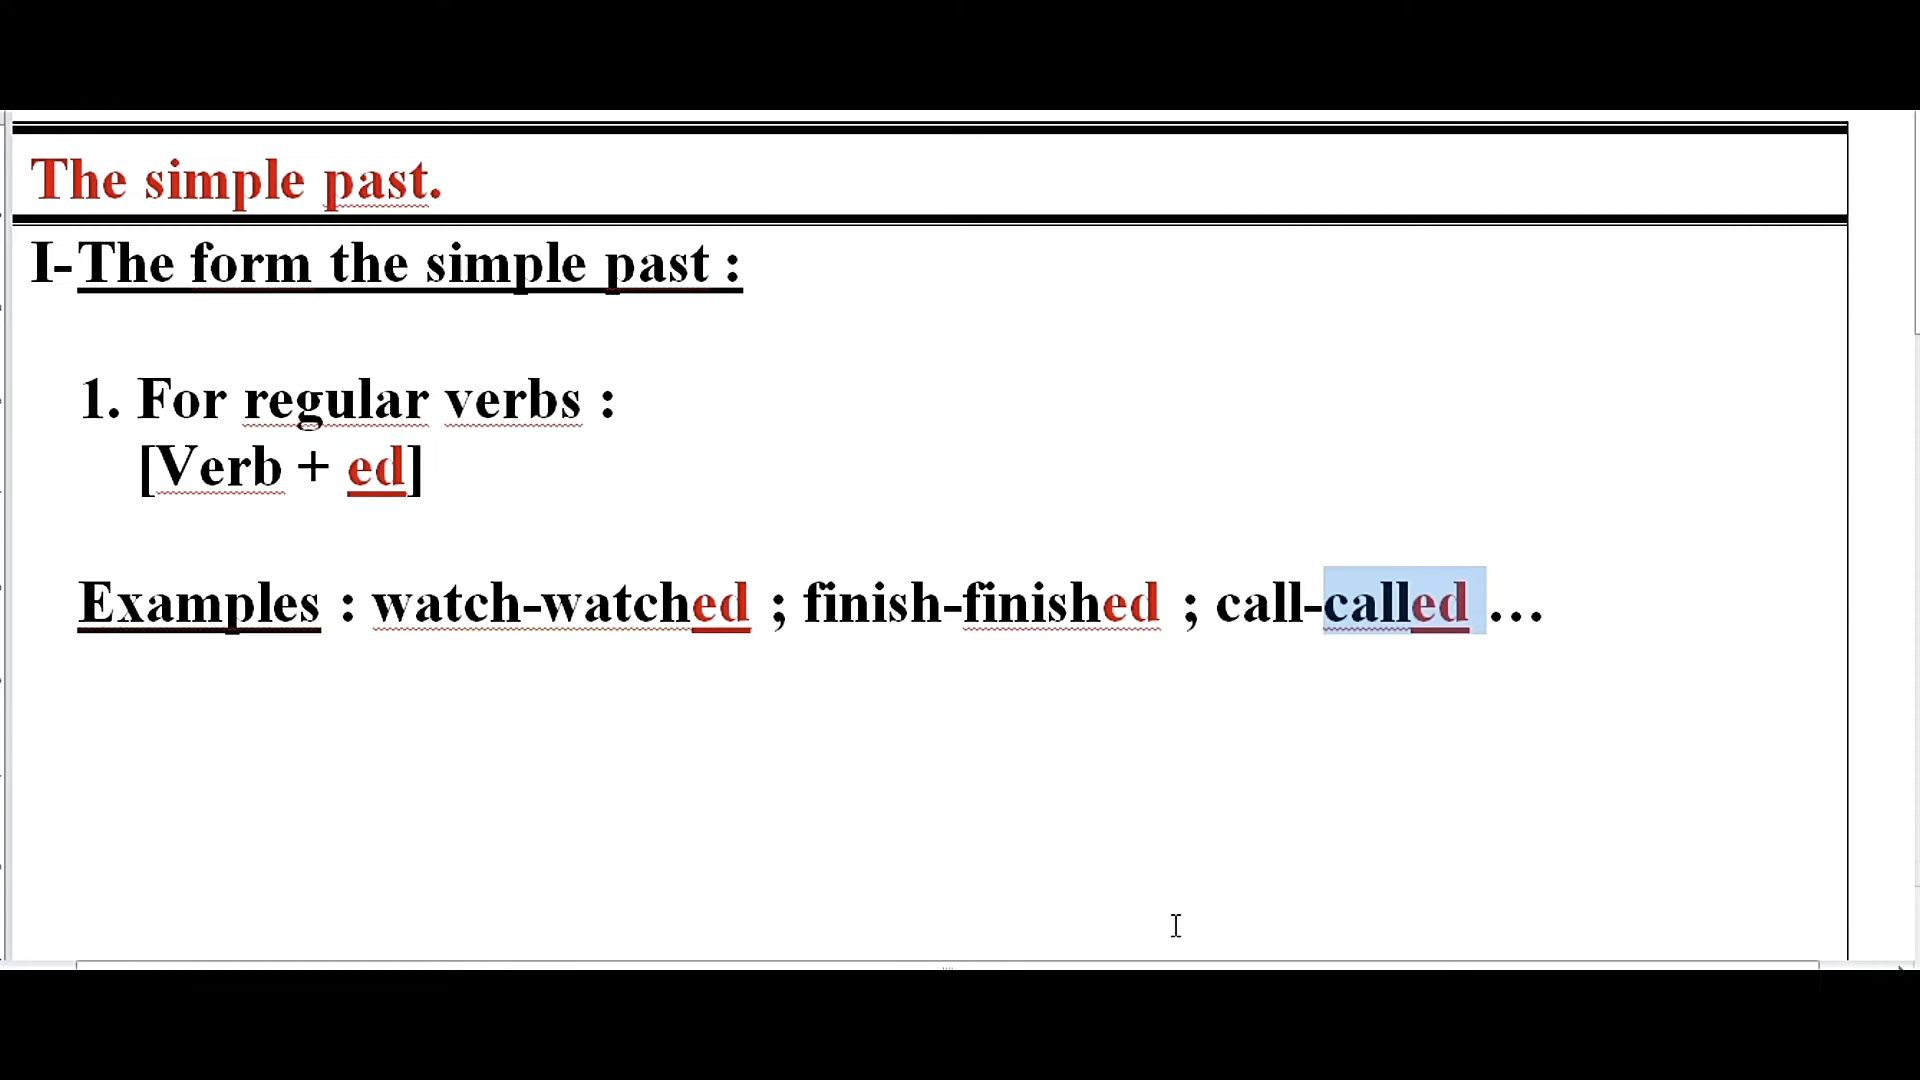 The simple past.
I-The form the simple past :
1. For regular verbs :
[Verb + ed]
Examples : watch-watched ; finish-finished ; call-called …